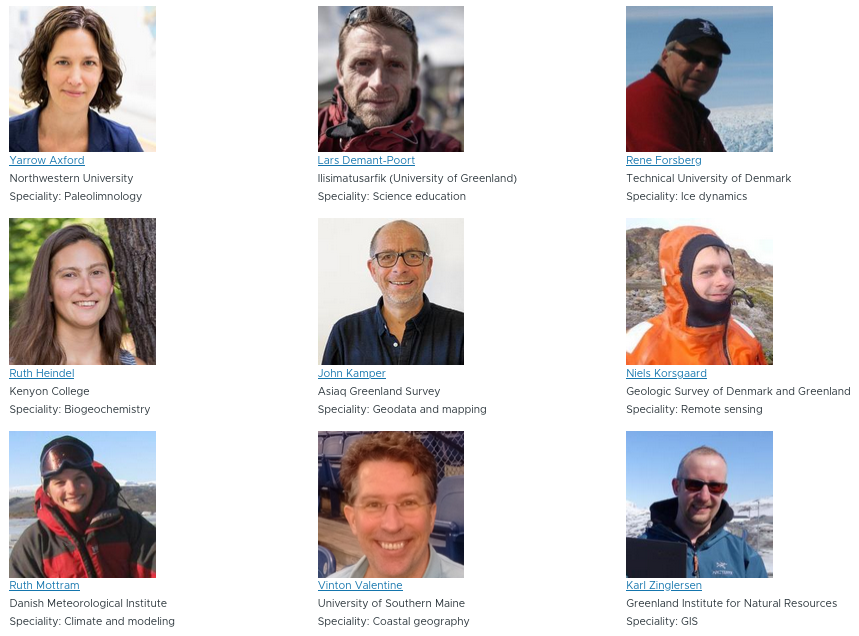 Yarrow Axford
Northwestern University
Speciality: Paleolimnology
Lars Demant-Poort
Ilisimatusarfik (University of Greenland)
Speciality: Science education
Rene Forsberg
Technical University of Denmark
Speciality: Ice dynamics
Ruth Heindel
Kenyon College
Speciality: Biogeochemistry
John Kamper
Asiaq Greenland Survey
Speciality: Geodata and mapping
Niels Korsgaard
Geologic Survey of Denmark and Greenland
Speciality: Remote sensing
Ruth Mottram
Danish Meteorological Institute
Speciality: Climate and modeling
Vinton Valentine
University of Southern Maine
Speciality: Coastal geography
Karl Zinglersen
Greenland Institute for Natural Resources
Speciality: GIS